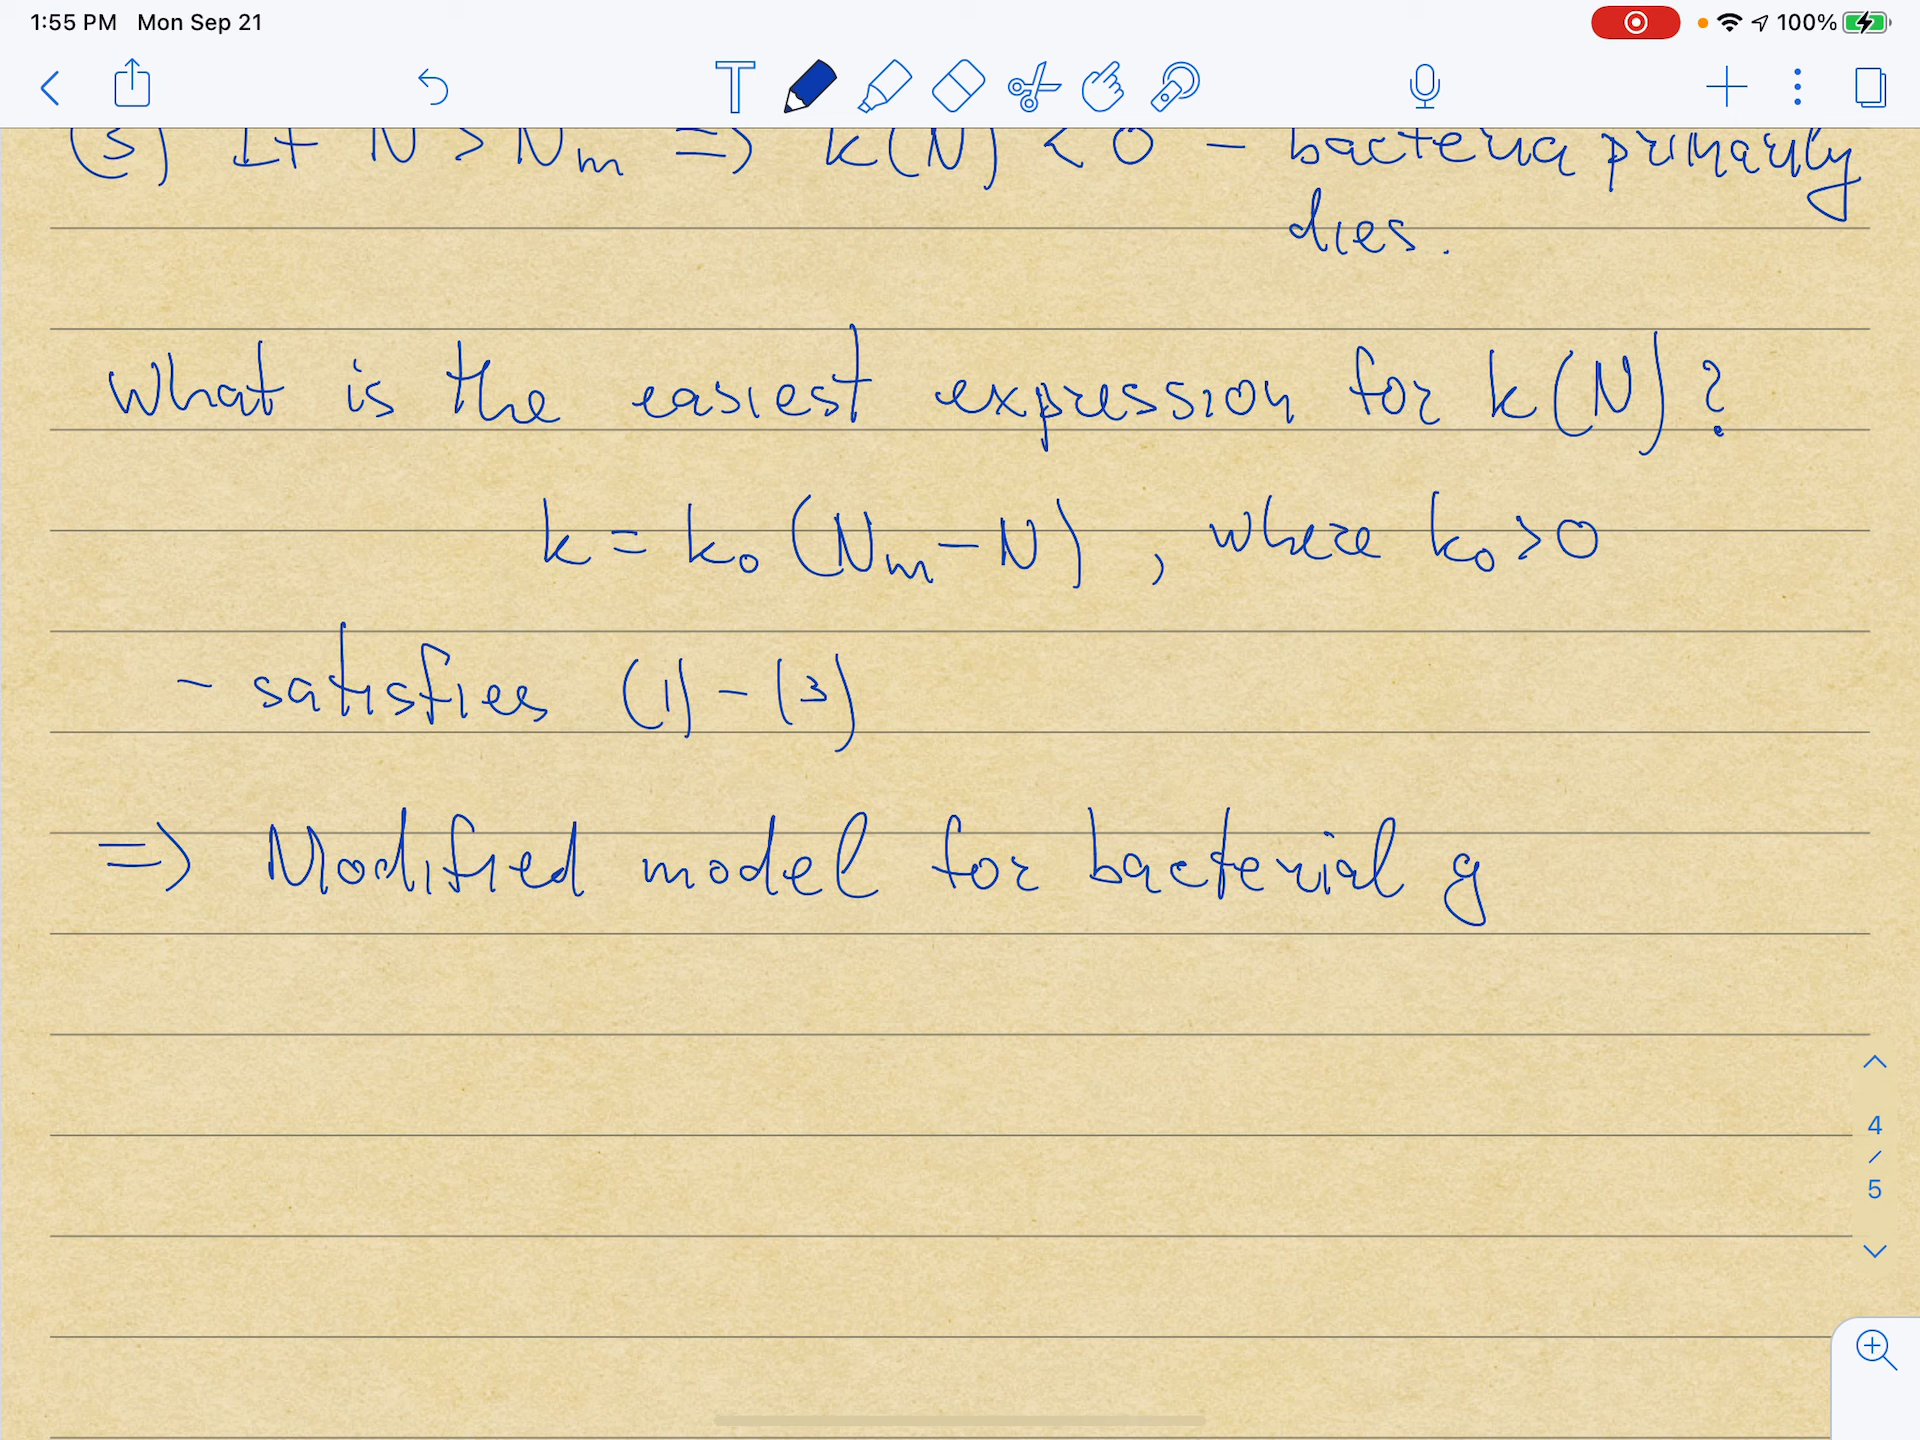 1:55 PM Mon Sep 21 100%
(3) If N > Nm => k(N) < 0 – bacteria primarily
dies.
What is the easiest expression for k(N)?
k = k₀ (Nm – N), where k₀ > 0
– satisfies (1) – (3)
=> Modified model for bacterial g
4
/
5